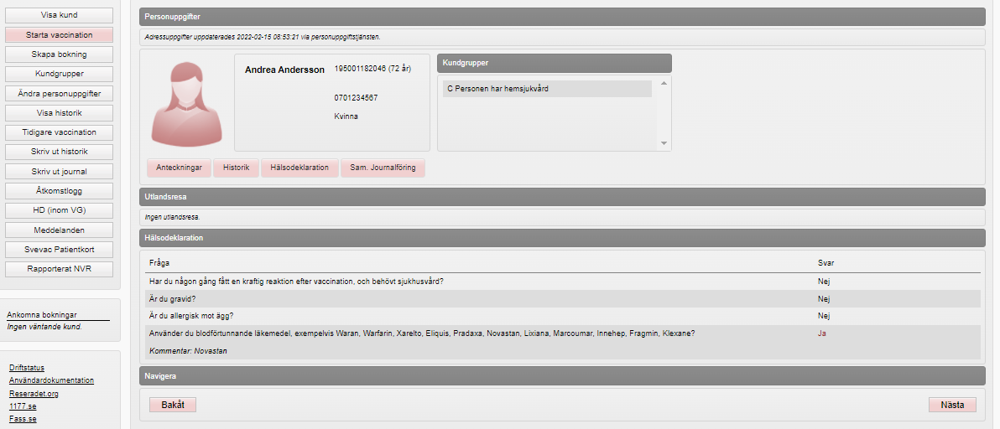 Visa kund
Starta vaccination
Skapa bokning
Kundgrupper
Ändra personuppgifter
Visa historik
Tidigare vaccination
Skriv ut historik
Skriv ut journal
Åtkomstlogg
HD (inom VG)
Meddelanden
Svevac Patientkort
Rapporterat NVR
Ankomna bokningar
Ingen väntande kund.
Driftstatus
Användardokumentation
Reseradet.org
1177.se
Fass.se
Personuppgifter
Adressuppgifter uppdaterades 2022-02-15 08:53:21 via personuppgiftstjänsten.
Andrea Andersson 195001182046 (72 år)
0701234567
Kvinna
Kundgrupper
C Personen har hemsjukvård
Anteckningar Historik Hälsodeklaration Sam. Journalföring
Utlandsresa
Ingen utlandsresa.
Hälsodeklaration
Fråga Svar
Har du någon gång fått en kraftig reaktion efter vaccination, och behövt sjukhusvård? Nej
Är du gravid? Nej
Är du allergisk mot ägg? Nej
Använder du blodförtunnande läkemedel, exempelvis Waran, Warfarin, Xarelto, Eliquis, Pradaxa, Novastan, Lixiana, Marcoumar, Innehep, Fragmin, Klexane? Ja
Kommentar: Novastan
Navigera
Bakåt Nästa